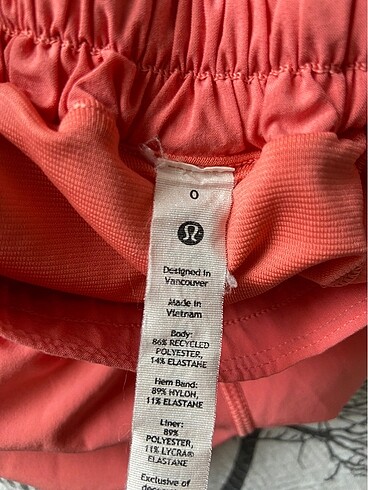 0
Designed in
Vancouver
Made in
Vietnam
Body:
86% RECYCLED
POLYESTER,
14% ELASTANE
Hem Band:
89% NYLON,
11% ELASTANE
Liner:
89%
POLYESTER,
11% LYCRA®
ELASTANE
Exclusive of